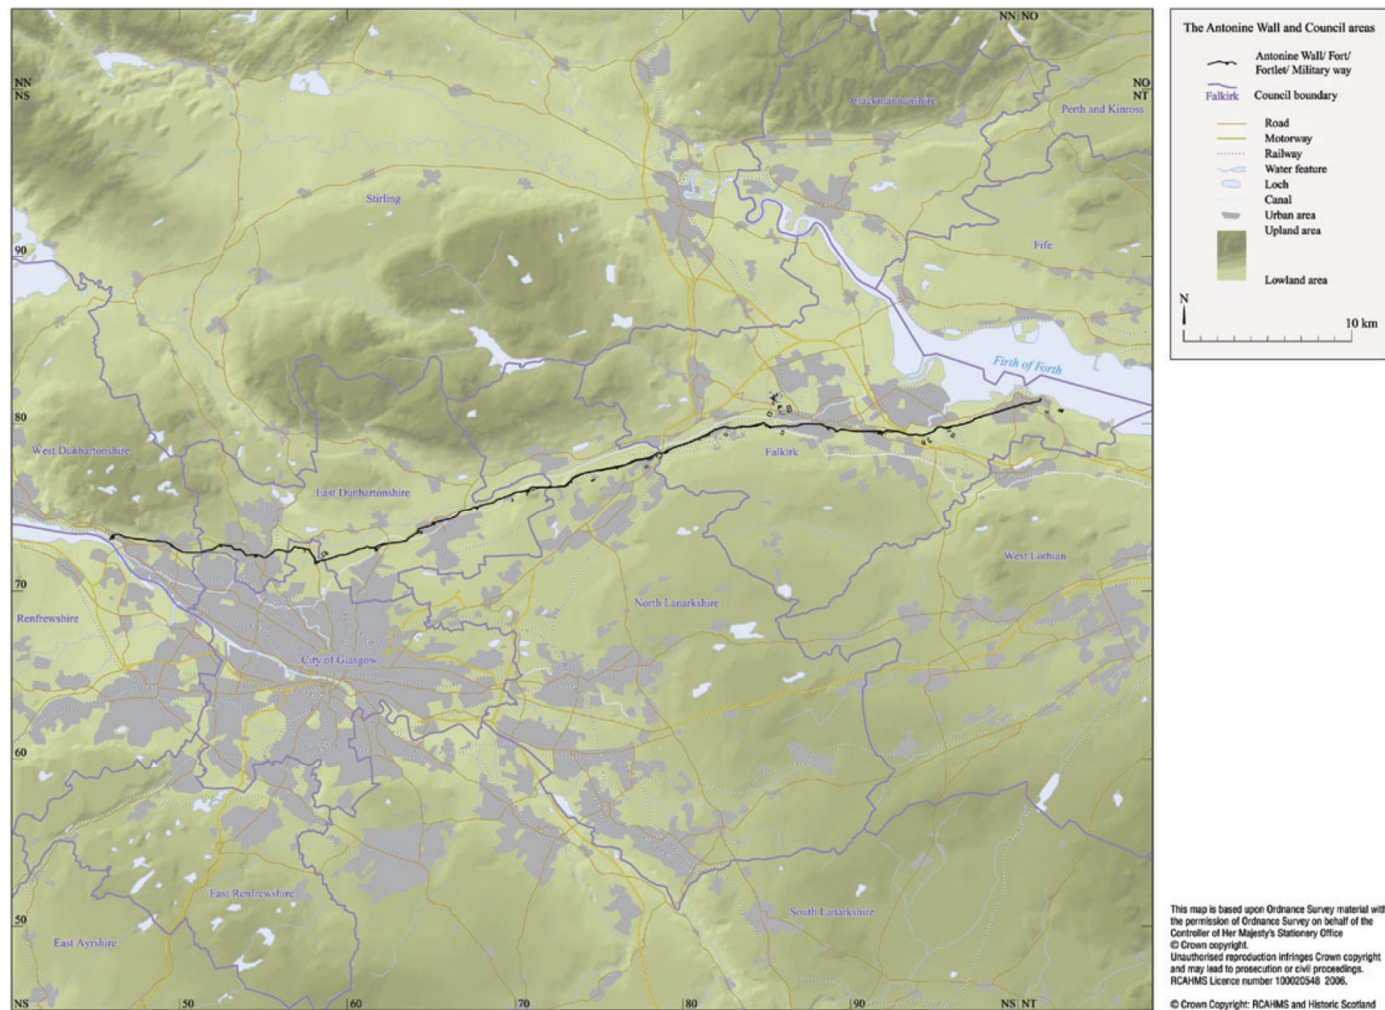 NN NO
NN
NS
NO
NT
Clackmannanshire
Perth and Kinross
Stirling
90
Fife
Firth of Forth
80
West Dunbartonshire
Falkirk
East Dunbartonshire
West Lothian
70
Renfrewshire
North Lanarkshire
City of Glasgow
60
East Renfrewshire
South Lanarkshire
50
East Ayrshire
NS 50 60 70 80 90 NS NT
The Antonine Wall and Council areas
Antonine Wall/ Fort/
Fortlet/ Military way
Falkirk Council boundary
Road
Motorway
Railway
Water feature
Loch
Canal
Urban area
Upland area
Lowland area
N
10 km
This map is based upon Ordnance Survey material with
the permission of Ordnance Survey on behalf of the
Controller of Her Majesty's Stationery Office
© Crown copyright.
Unauthorised reproduction infringes Crown copyright
and may lead to prosecution or civil proceedings.
RCAHMS Licence number 100020548 2006.
© Crown Copyright: RCAHMS and Historic Scotland